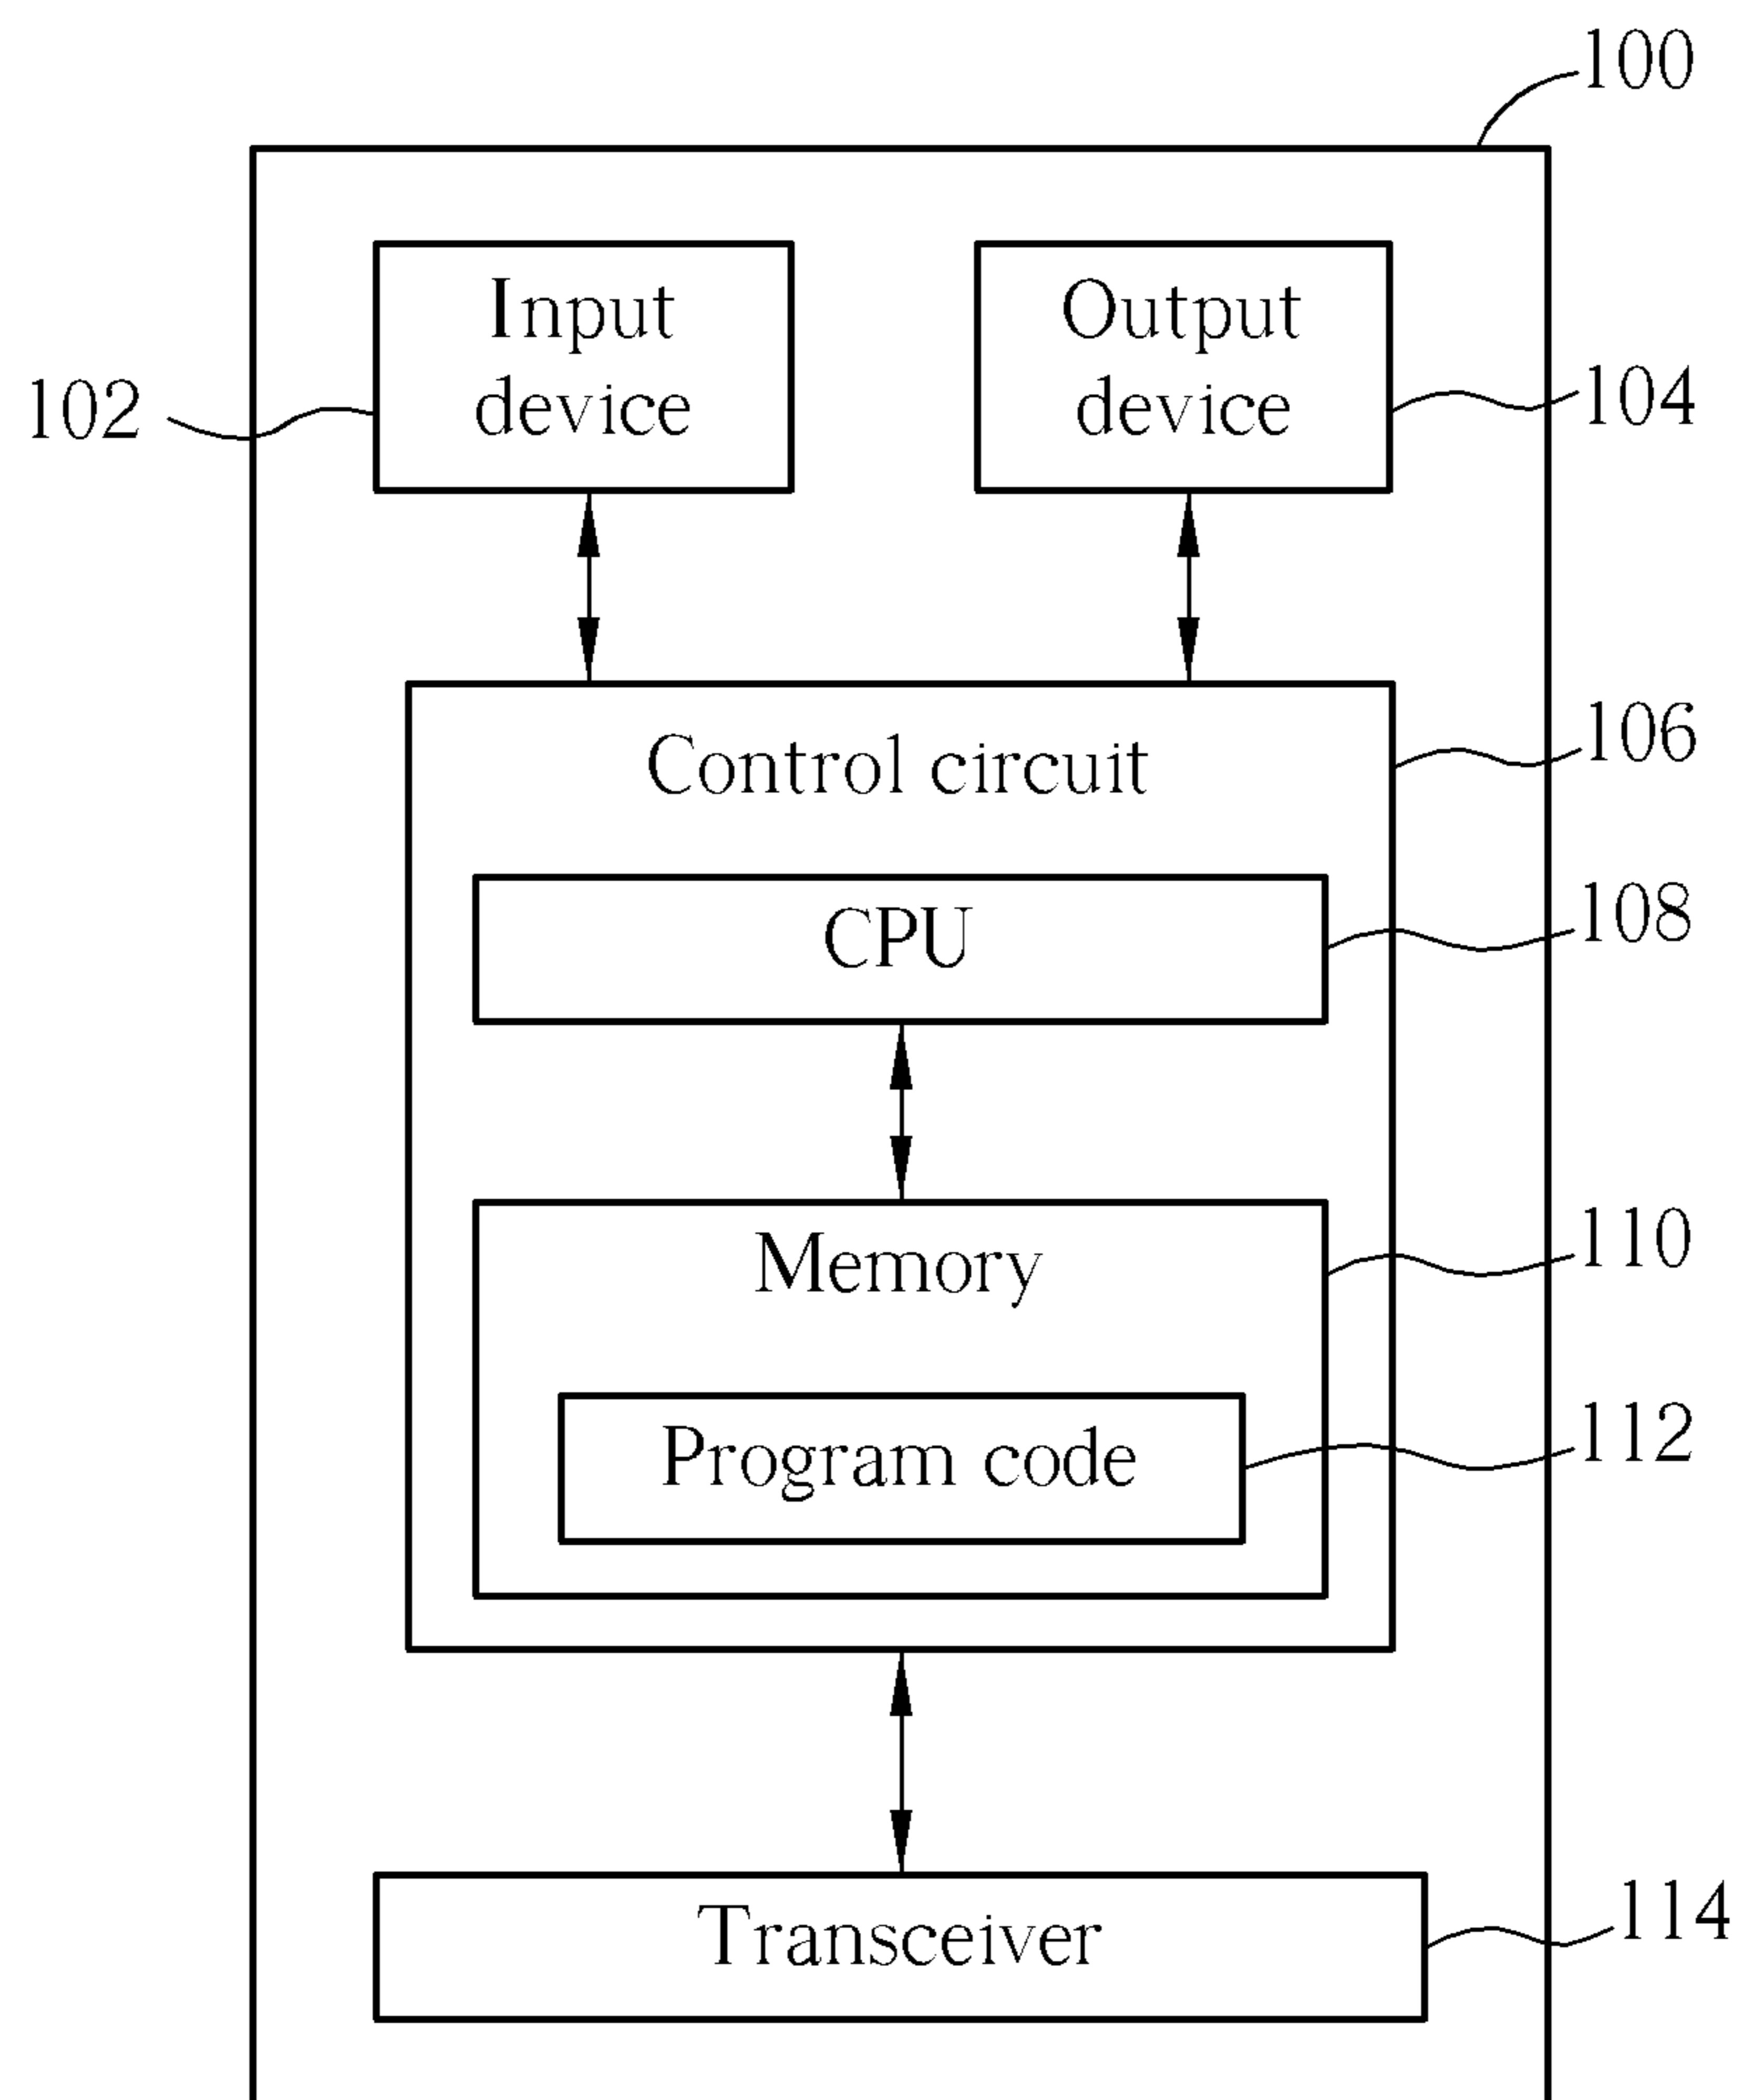 100
Input
device
Output
device
102
104
Control circuit
106
CPU
108
Memory
110
Program code
112
Transceiver
114